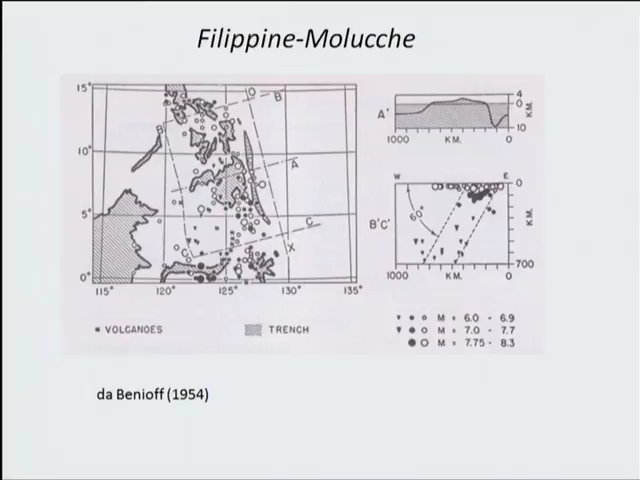 Filippine-Molucche
15°
10°
5°
0°
115°
120°
125°
130°
135°
O
B'
B
A
C
C'
X
VOLCANOES
TRENCH
A'
4
0
10
KM.
1000
KM.
0
W
E
B'C'
60°
0
KM.
700
1000
KM.
0
M = 6.0 - 6.9
M = 7.0 - 7.7
M = 7.75 - 8.3
da Benioff (1954)